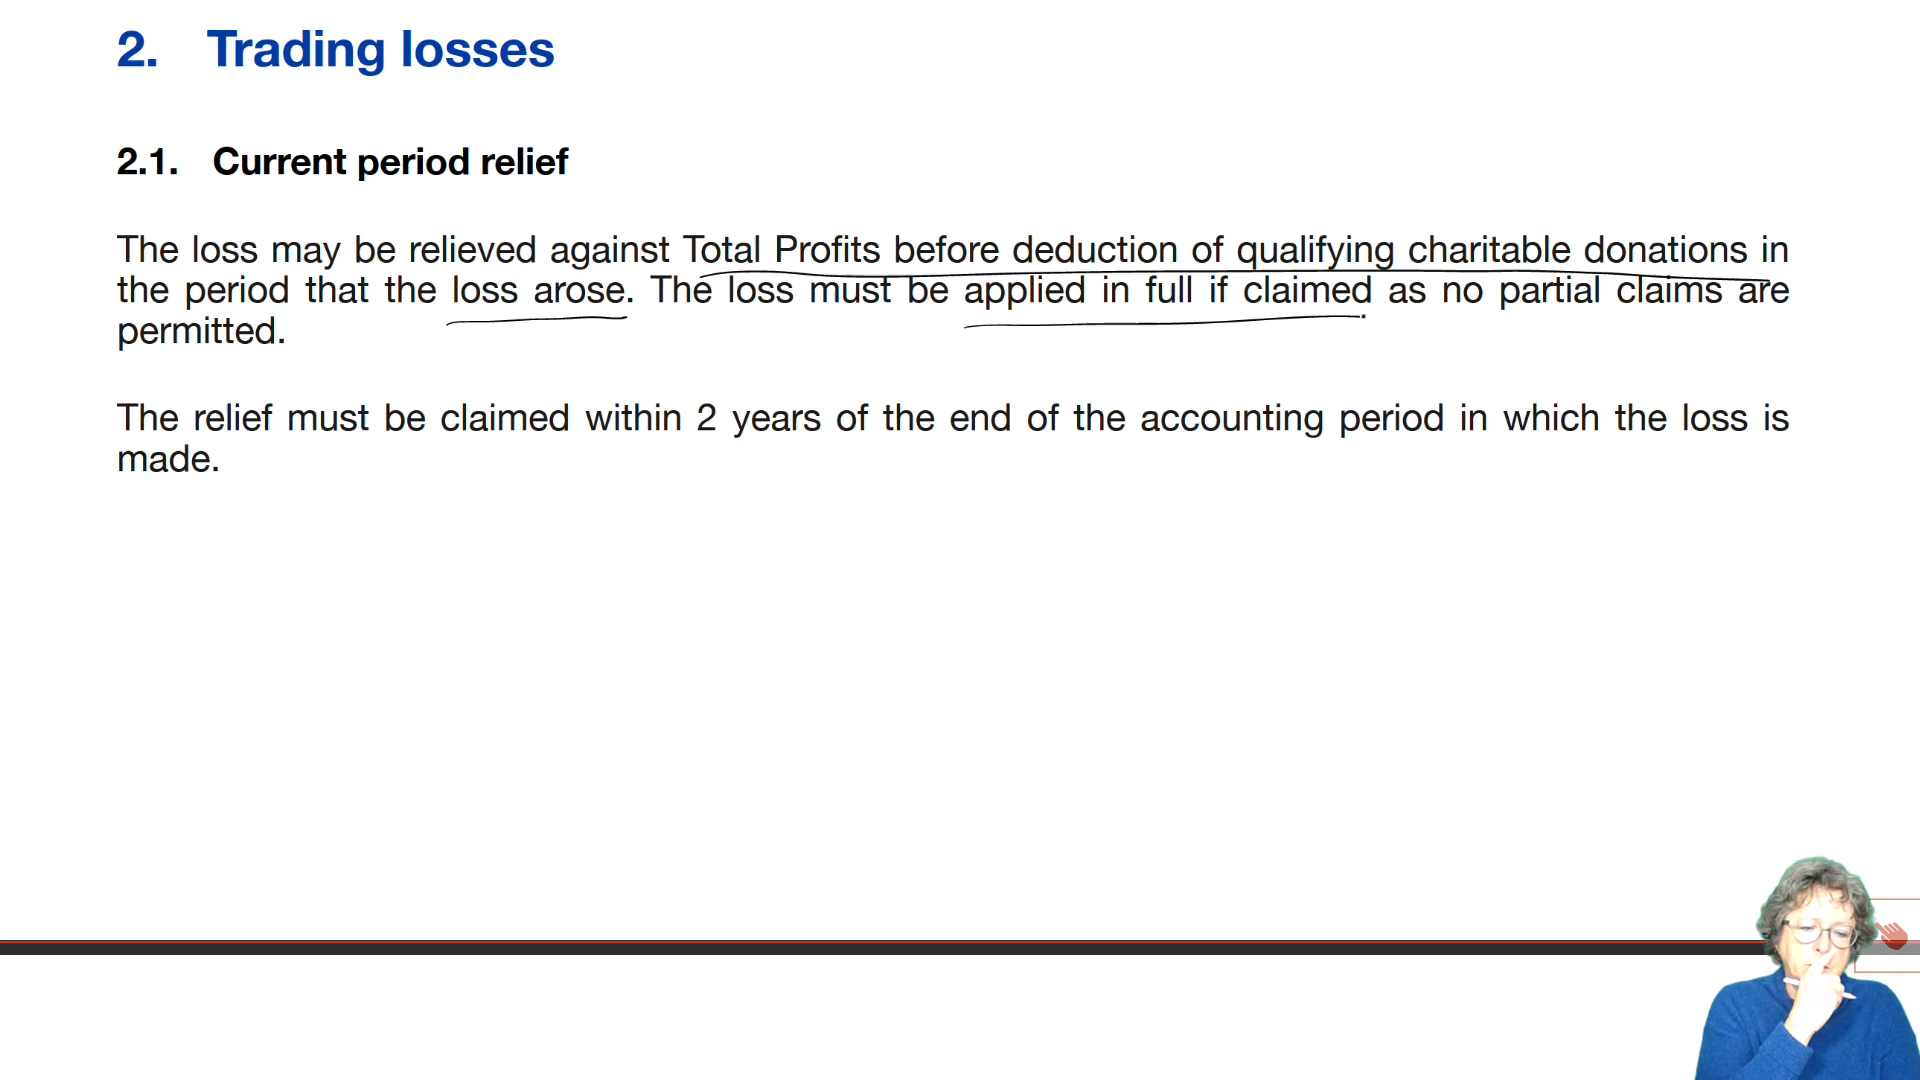 2. Trading losses
2.1. Current period relief
The loss may be relieved against Total Profits before deduction of qualifying charitable donations in
the period that the loss arose. The loss must be applied in full if claimed as no partial claims are
permitted.
The relief must be claimed within 2 years of the end of the accounting period in which the loss is
made.